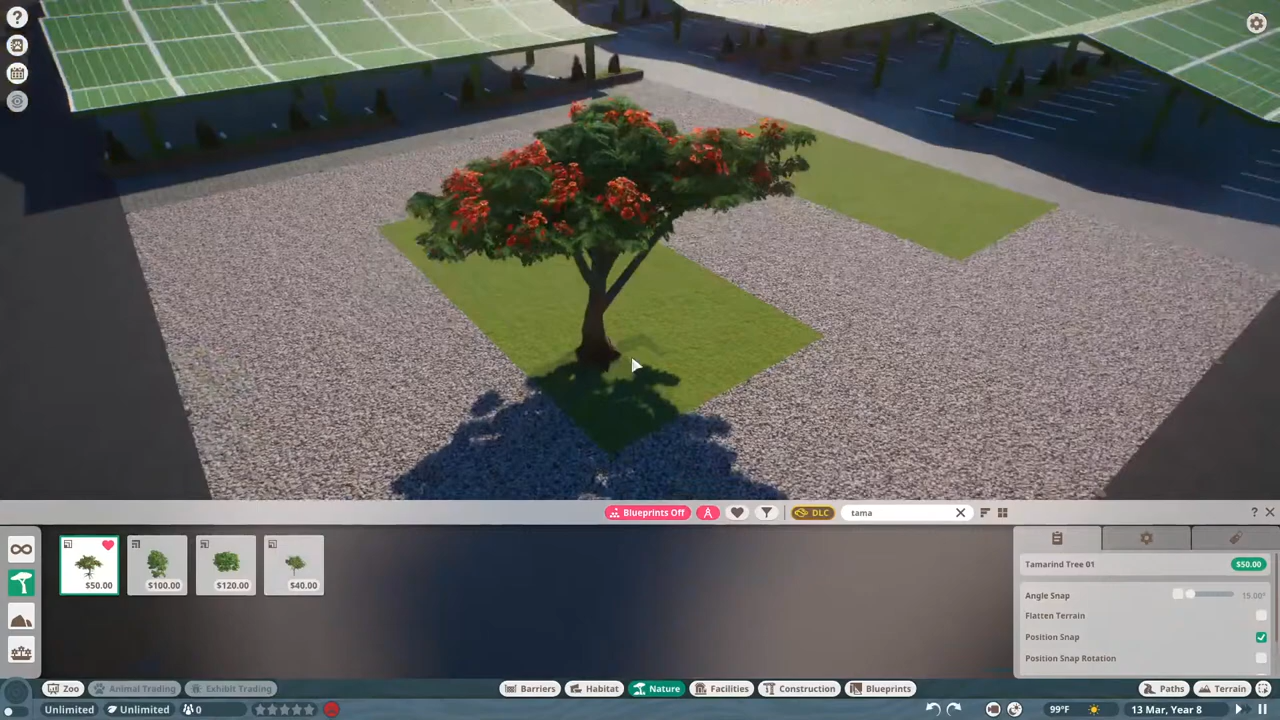 ?
Blueprints Off
DLC
tama
?
$50.00
$100.00
$120.00
$40.00
Tamarind Tree 01
$50.00
Angle Snap
15.00°
Flatten Terrain
Position Snap
Position Snap Rotation
Zoo
Animal Trading
Exhibit Trading
Barriers
Habitat
Nature
Facilities
Construction
Blueprints
Paths
Terrain
Unlimited
Unlimited
0
99°F
13 Mar, Year 8